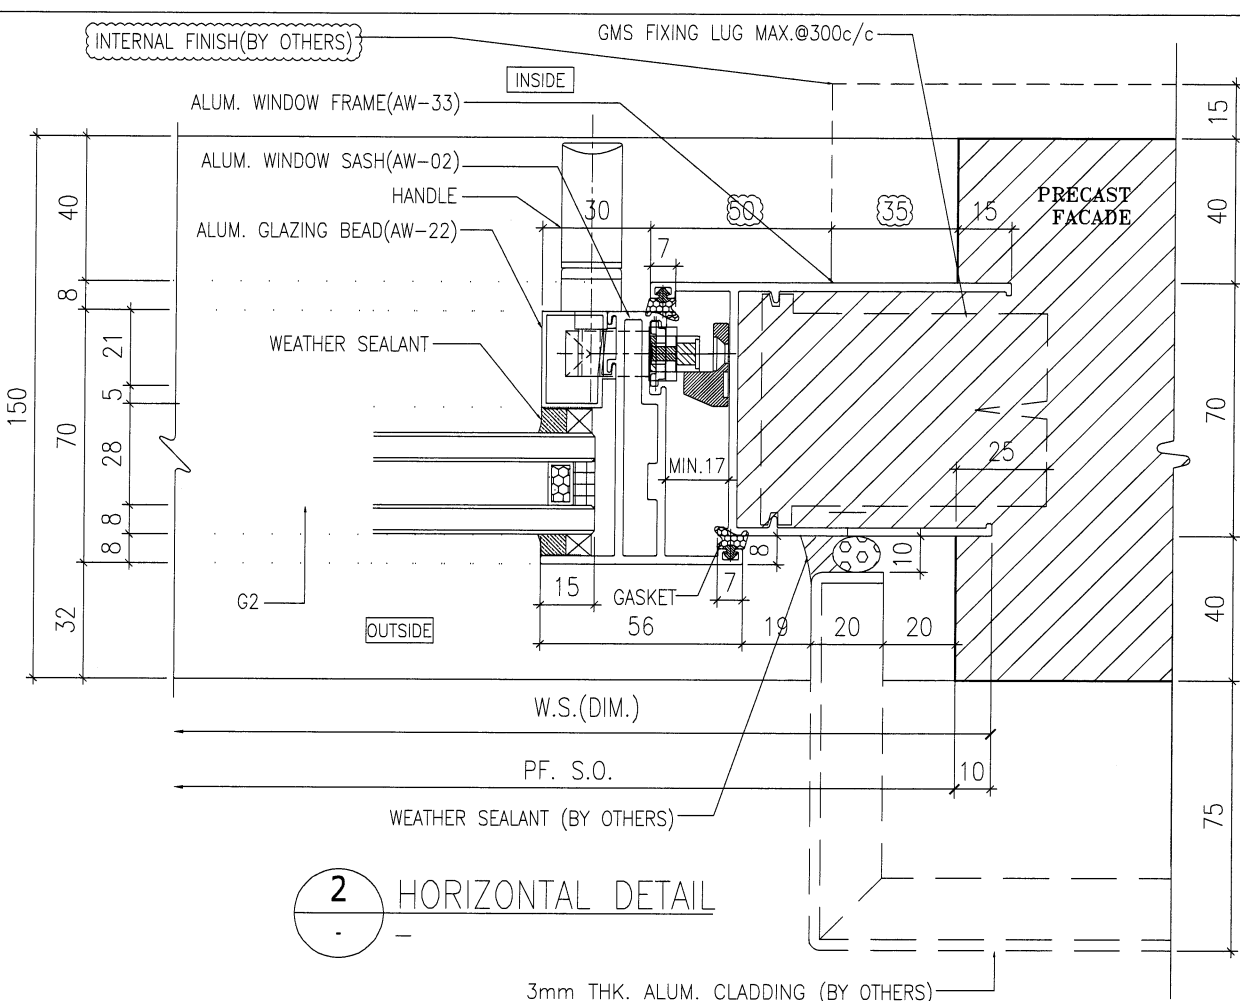 INTERNAL FINISH(BY OTHERS)
GMS FIXING LUG MAX.@300c/c
INSIDE
ALUM. WINDOW FRAME(AW-33)
15
ALUM. WINDOW SASH(AW-02)
PRECAST
FACADE
HANDLE
40
30
50
35
15
40
ALUM. GLAZING BEAD(AW-22)
7
8
WEATHER SEALANT
21
5
150
70
28
70
MIN.17
25
8
8
8
10
15
7
G2
GASKET
32
OUTSIDE
56
19
20
20
40
W.S.(DIM.)
PF. S.O.
10
WEATHER SEALANT (BY OTHERS)
75
2
HORIZONTAL DETAIL
-
3mm THK. ALUM. CLADDING (BY OTHERS)